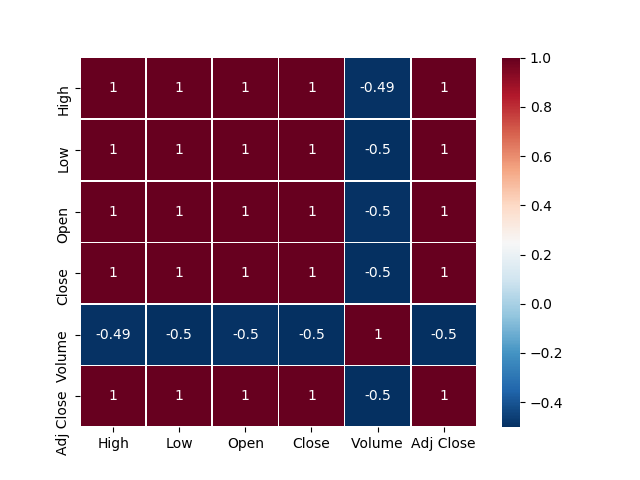 High 1 1 1 1 -0.49 1
Low 1 1 1 1 -0.5 1
Open 1 1 1 1 -0.5 1
Close 1 1 1 1 -0.5 1
Volume -0.49 -0.5 -0.5 -0.5 1 -0.5
Adj Close 1 1 1 1 -0.5 1
High Low Open Close Volume Adj Close
1.0
0.8
0.6
0.4
0.2
0.0
−0.2
−0.4